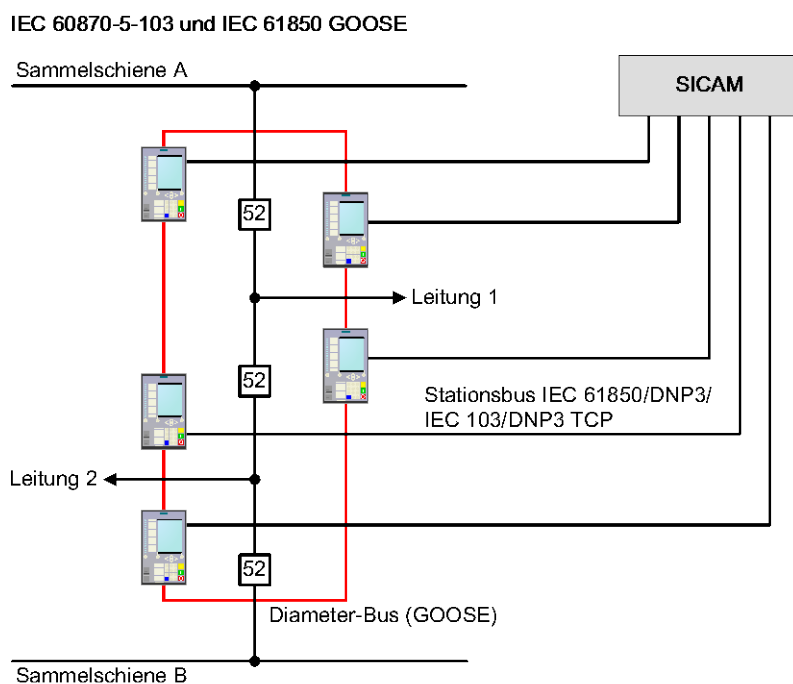 IEC 60870-5-103 und IEC 61850 GOOSE
Sammelschiene A
SICAM
52
Leitung 1
52
Stationsbus IEC 61850/DNP3/
IEC 103/DNP3 TCP
Leitung 2
52
Diameter-Bus (GOOSE)
Sammelschiene B